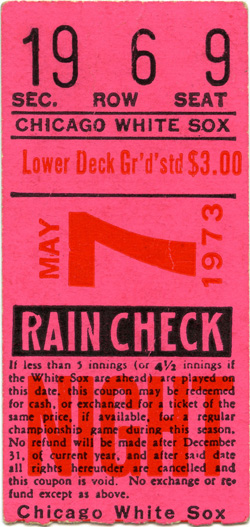 19 6 9
SEC. ROW SEAT
CHICAGO WHITE SOX
Lower Deck Gr'd'std $3.00
MAY 7 1973
RAIN CHECK
If less than 5 innings (or 4½ innings if
the White Sox are ahead) are played on
this date, this coupon may be redeemed
for cash, or exchanged for a ticket of the
same price, if available, for a regular
championship game during this season.
No refund will be made after December
31, of current year, and after said date
all rights hereunder are cancelled and
this coupon is void. No exchange or re-
fund except as above.
Chicago White Sox